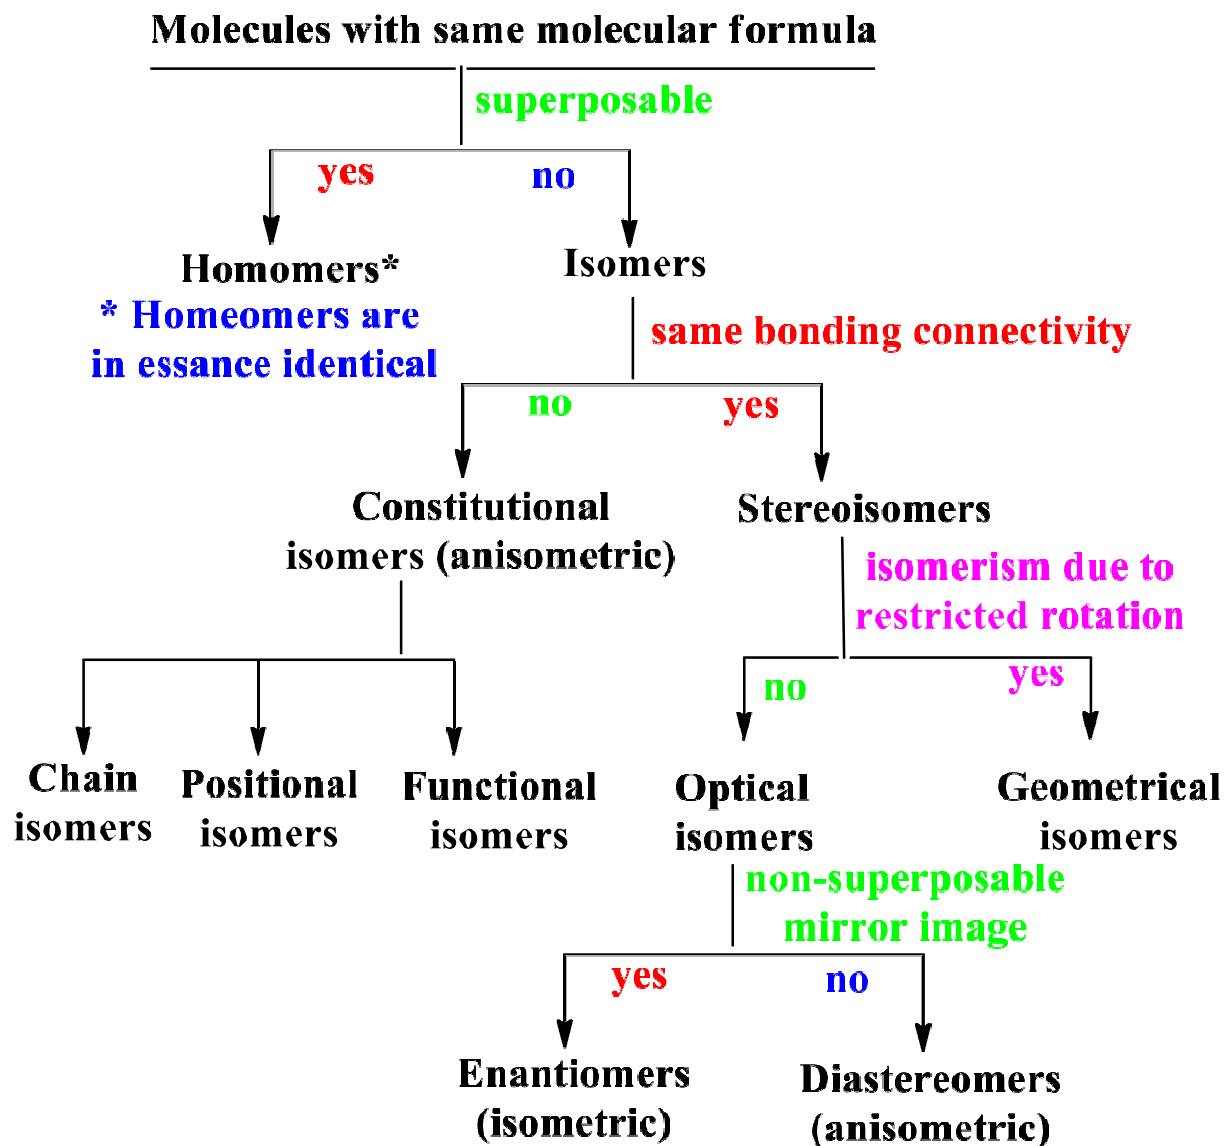 Molecules with same molecular formula
superposable
yes
no
Homomers*
Isomers
* Homeomers are
in essance identical
same bonding connectivity
no
yes
Constitutional
isomers (anisometric)
Stereoisomers
isomerism due to
restricted rotation
no
yes
Chain
isomers
Positional
isomers
Functional
isomers
Optical
isomers
Geometrical
isomers
non-superposable
mirror image
yes
no
Enantiomers
(isometric)
Diastereomers
(anisometric)